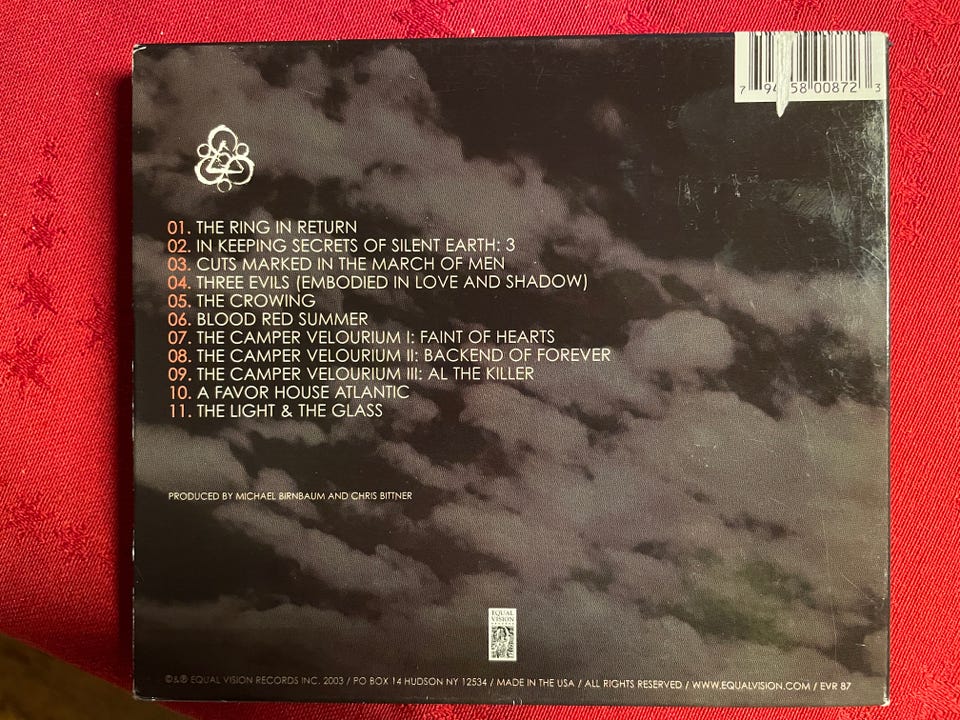 7 94 58 00872 3
01. THE RING IN RETURN
02. IN KEEPING SECRETS OF SILENT EARTH: 3
03. CUTS MARKED IN THE MARCH OF MEN
04. THREE EVILS (EMBODIED IN LOVE AND SHADOW)
05. THE CROWING
06. BLOOD RED SUMMER
07. THE CAMPER VELOURIUM I: FAINT OF HEARTS
08. THE CAMPER VELOURIUM II: BACKEND OF FOREVER
09. THE CAMPER VELOURIUM III: AL THE KILLER
10. A FAVOR HOUSE ATLANTIC
11. THE LIGHT & THE GLASS
PRODUCED BY MICHAEL BIRNBAUM AND CHRIS BITTNER
EQUAL
VISION
RECORDS
©&℗ EQUAL VISION RECORDS INC. 2003 / PO BOX 14 HUDSON NY 12534 / MADE IN THE USA / ALL RIGHTS RESERVED / WWW.EQUALVISION.COM / EVR 87